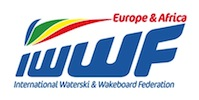 Europe & Africa
IWWF
International Waterski & Wakeboard Federation